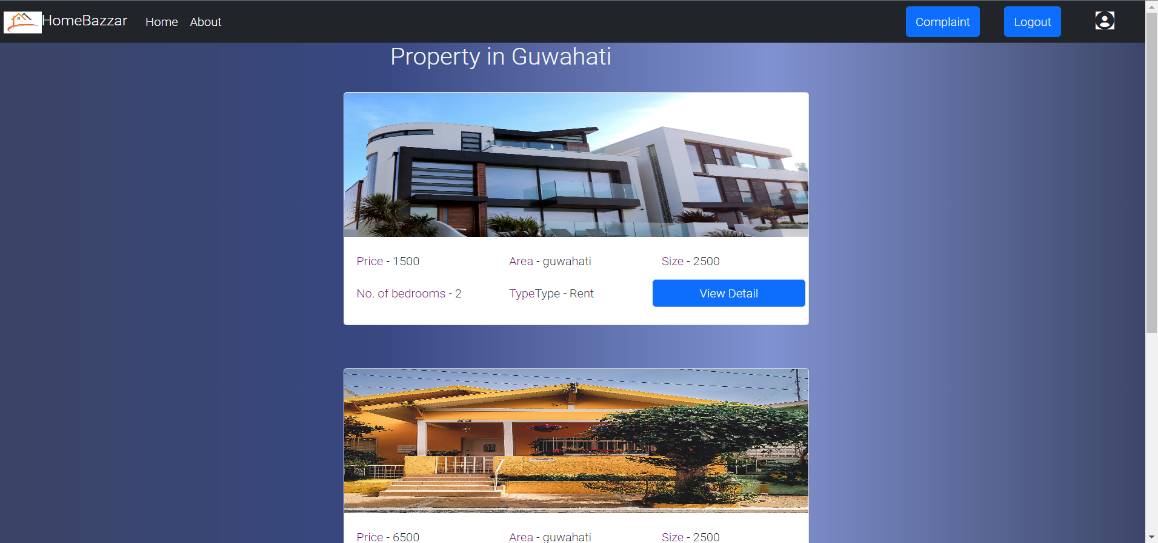 HomeBazzar Home About Complaint Logout
Property in Guwahati
Price - 1500 Area - guwahati Size - 2500
No. of bedrooms - 2 TypeType - Rent View Detail
Price - 6500 Area - guwahati Size - 2500